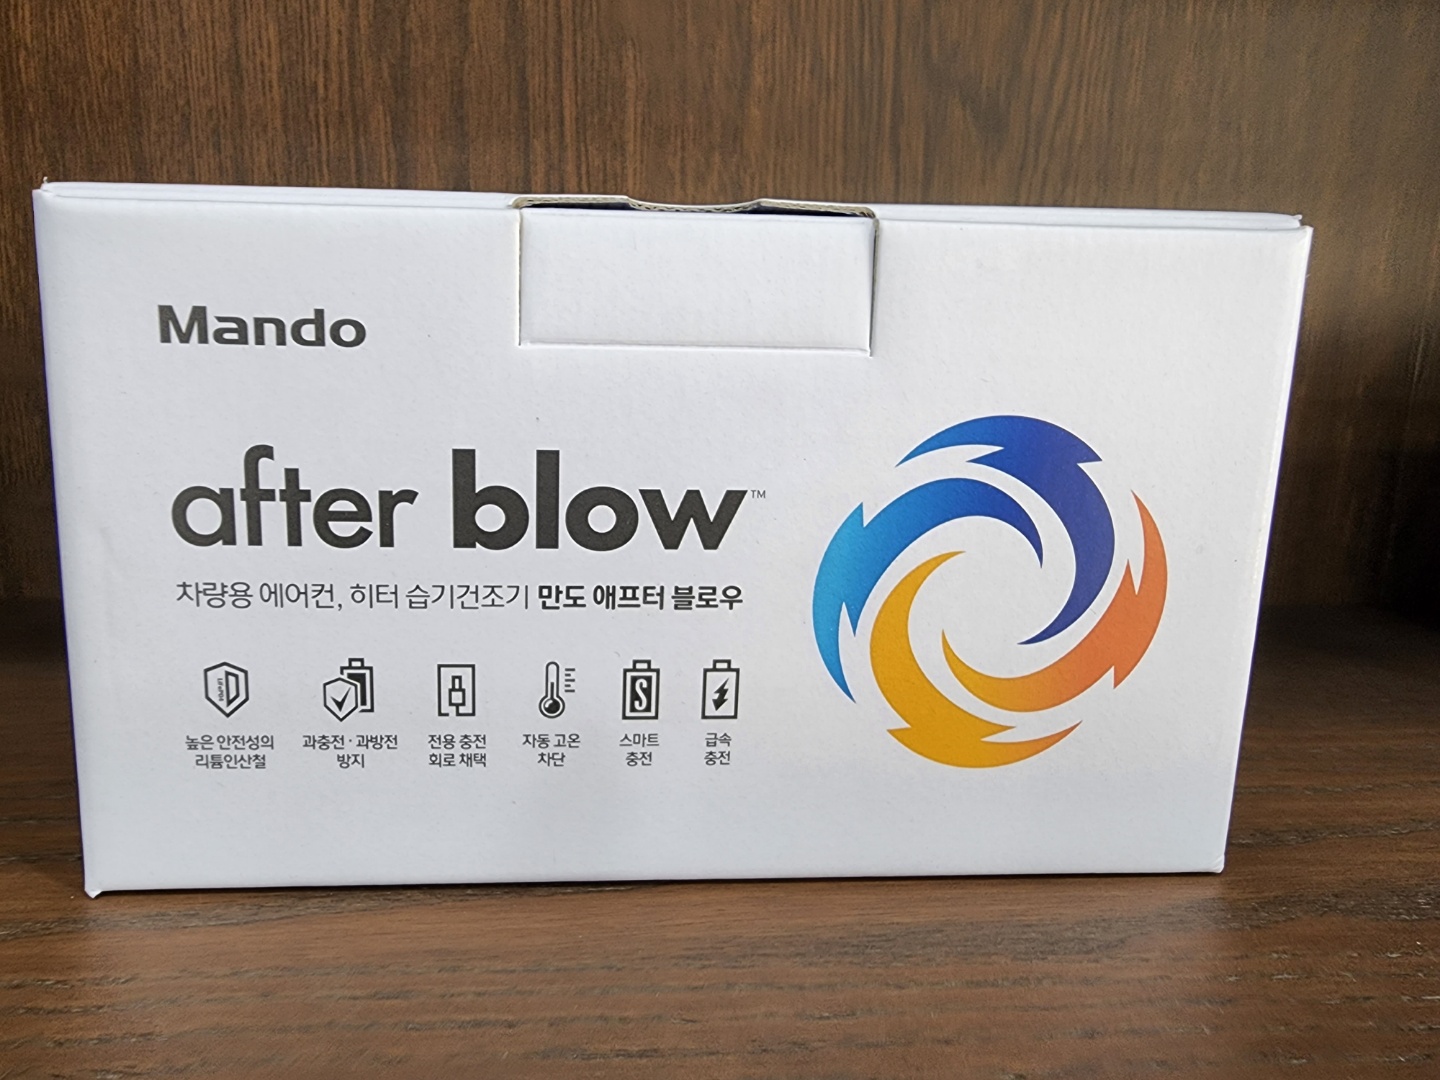 Mando
after blow™
차량용 에어컨, 히터 습기건조기 만도 애프터 블로우
높은 안전성의
리튬인산철
과충전·과방전
방지
전용 충전
회로 채택
자동 고온
차단
스마트
충전
급속
충전